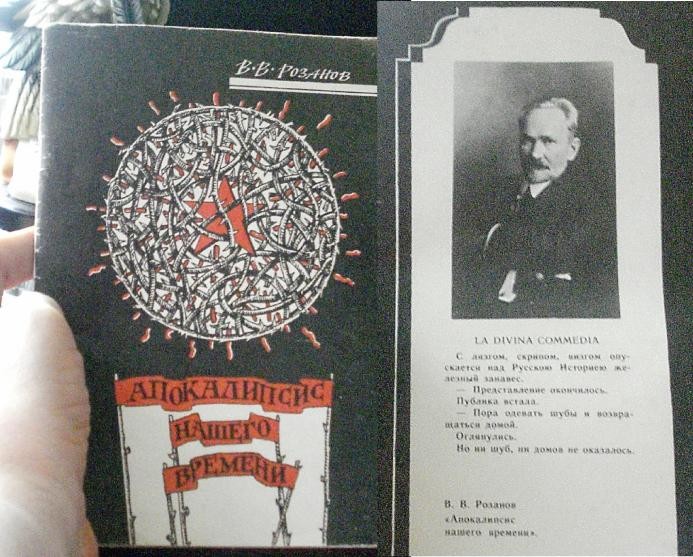 В·В·РОЗАНОВ
АПОКАЛИПСИС
НАШЕГО
ВРЕМЕНИ
LA DIVINA COMMEDIA
С лязгом, скрипом, визгом опу-
скается над Русскою Историею же-
лезный занавес.
— Представление окончилось.
Публика встала.
— Пора одевать шубы и возвра-
щаться домой.
Оглянулись.
Но ни шуб, ни домов не оказалось.
В. В. Розанов
«Апокалипсис
нашего времени».